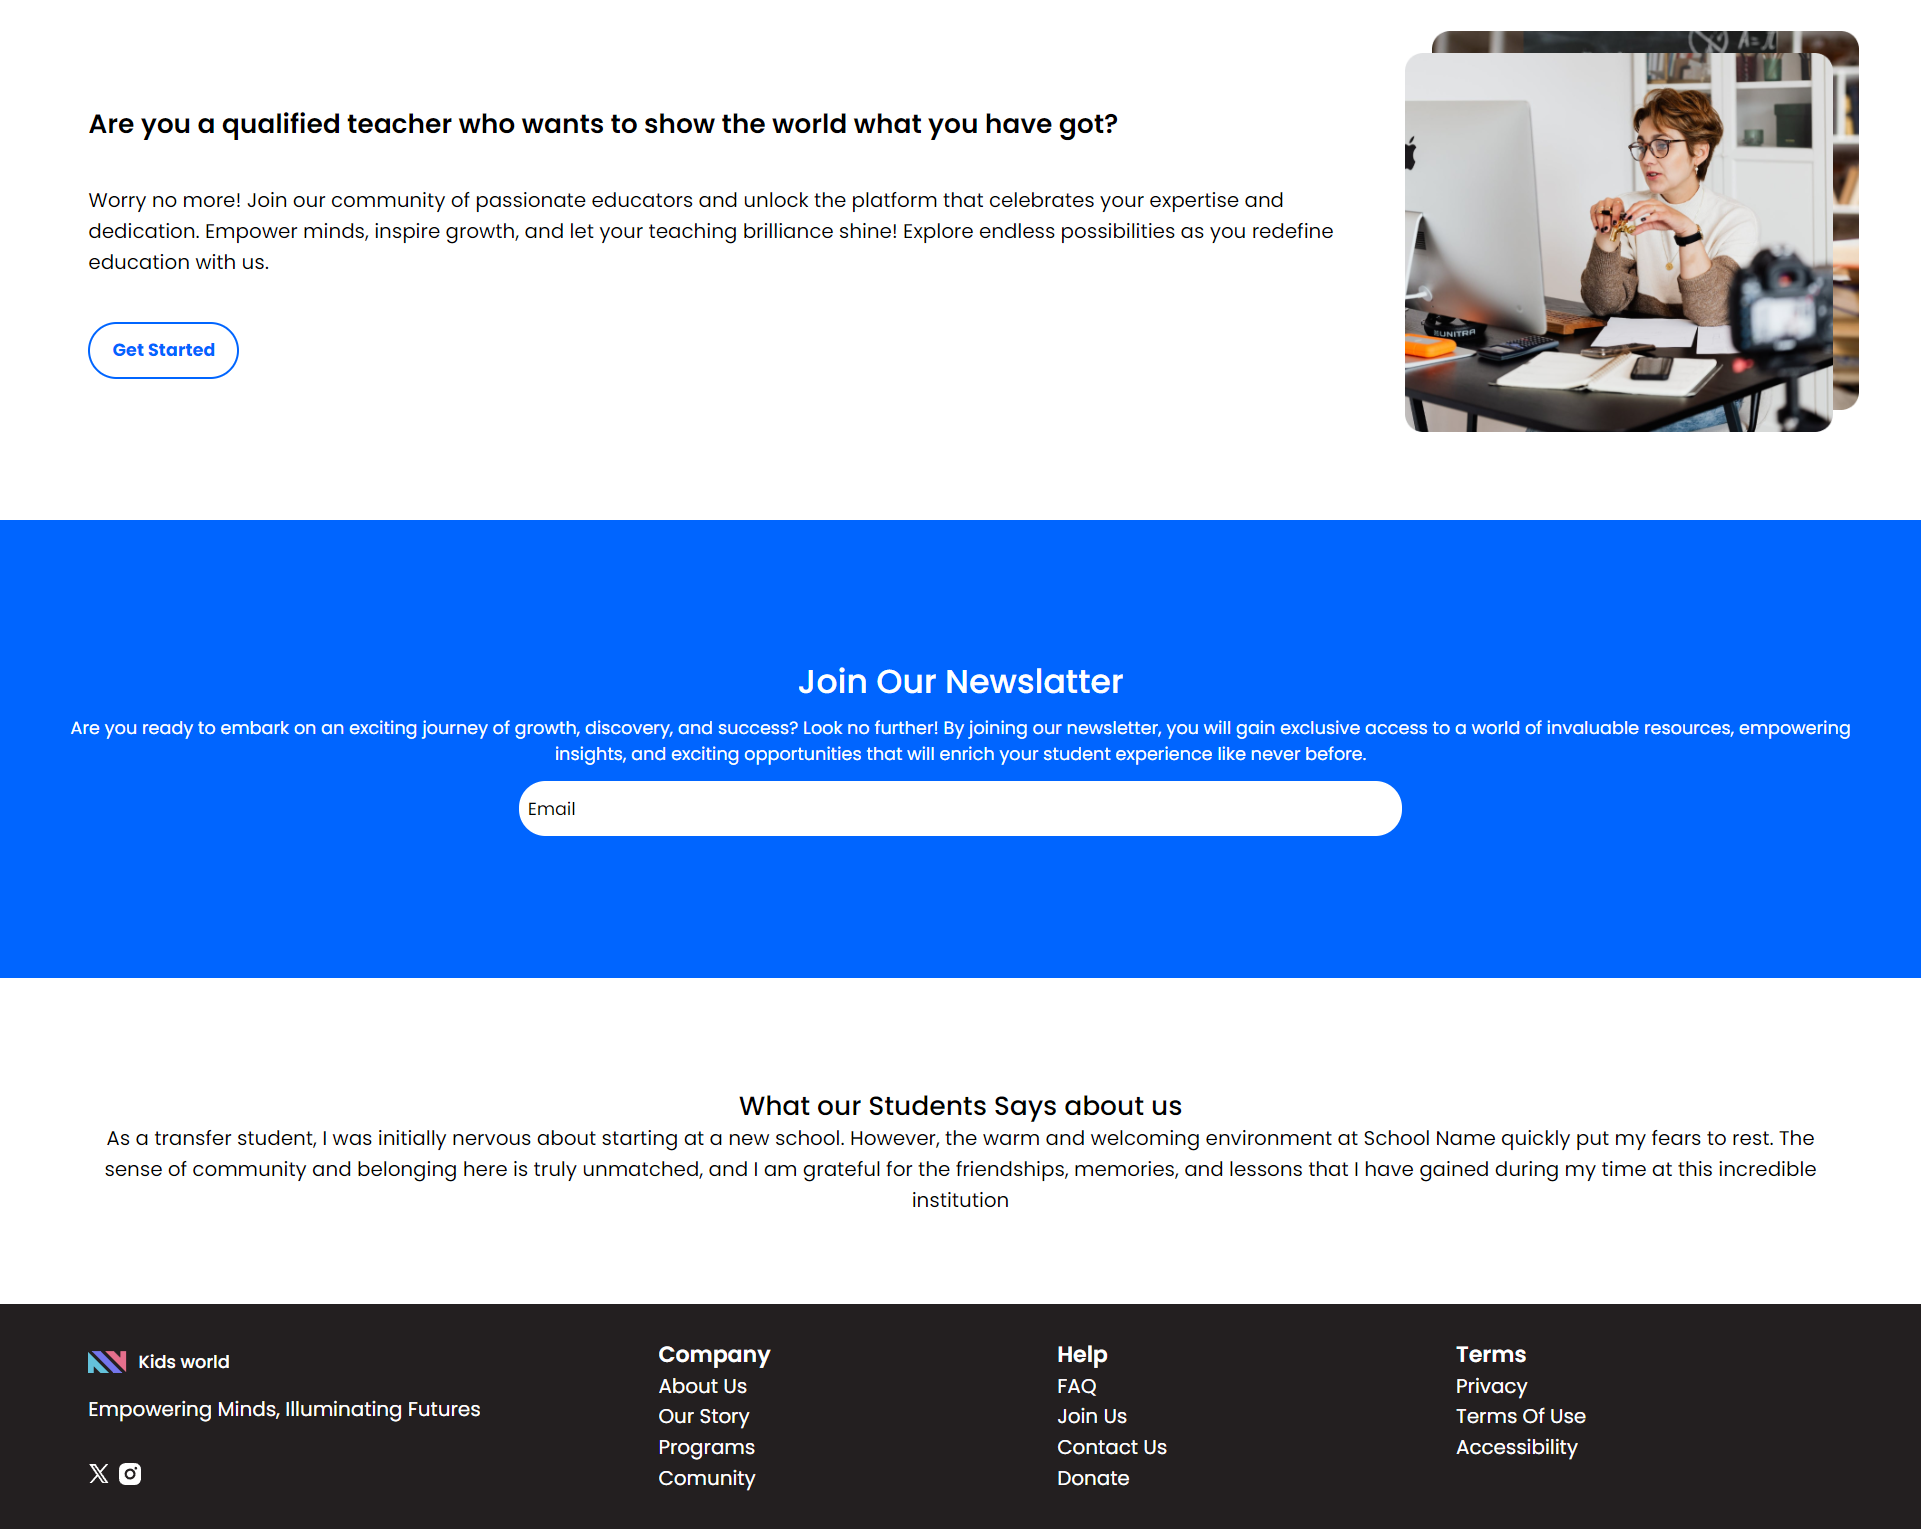 Are you a qualified teacher who wants to show the world what you have got?
Worry no more! Join our community of passionate educators and unlock the platform that celebrates your expertise and
dedication. Empower minds, inspire growth, and let your teaching brilliance shine! Explore endless possibilities as you redefine
education with us.
Get Started
A=
EUNITRA
Join Our Newslatter
Are you ready to embark on an exciting journey of growth, discovery, and success? Look no further! By joining our newsletter, you will gain exclusive access to a world of invaluable resources, empowering
insights, and exciting opportunities that will enrich your student experience like never before.
Email
What our Students Says about us
As a transfer student, I was initially nervous about starting at a new school. However, the warm and welcoming environment at School Name quickly put my fears to rest. The
sense of community and belonging here is truly unmatched, and I am grateful for the friendships, memories, and lessons that I have gained during my time at this incredible
institution
Kids world
Empowering Minds, Illuminating Futures
Company
About Us
Our Story
Programs
Comunity
Help
FAQ
Join Us
Contact Us
Donate
Terms
Privacy
Terms Of Use
Accessibility